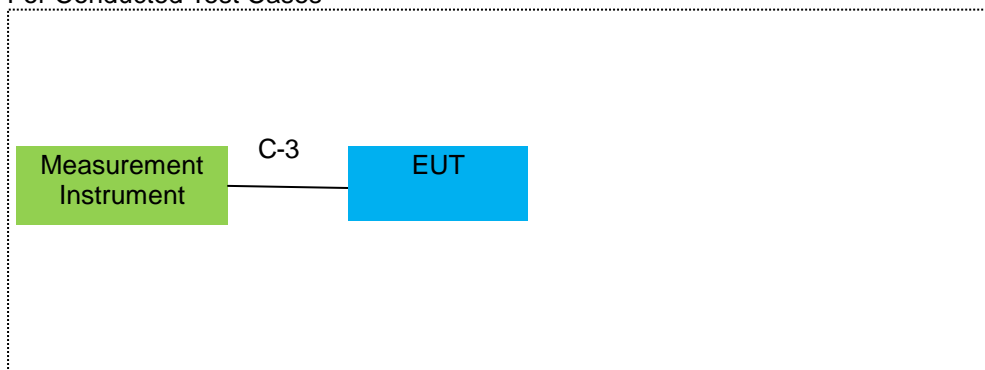 For Conducted Test Cases
Measurement
Instrument
C-3
EUT